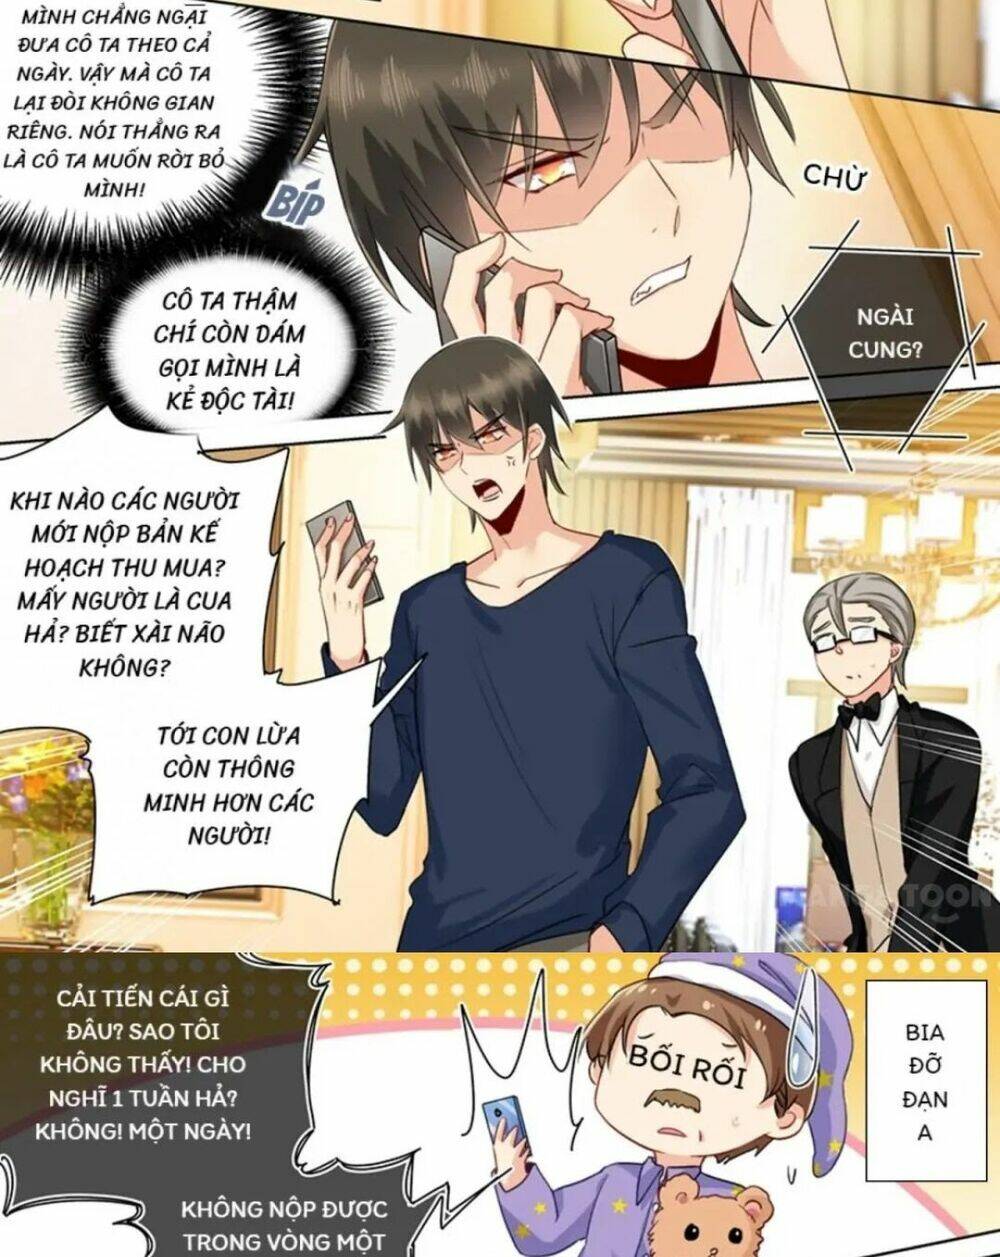 MÌNH CHẲNG NGẠI
ĐƯA CÔ TA THEO CẢ
NGÀY. VẬY MÀ CÔ TA
LẠI ĐÒI KHÔNG GIAN
RIÊNG. NÓI THẲNG RA
LÀ CÔ TA MUỐN RỜI BỎ
MÌNH!
BÍP
CHỪ
CÔ TA THẬM
CHÍ CÒN DÁM
GỌI MÌNH LÀ
KẺ ĐỘC TÀI!
NGÀI
CUNG?
KHI NÀO CÁC NGƯỜI
MỚI NỘP BẢN KẾ
HOẠCH THU MUA?
MẤY NGƯỜI LÀ CUA
HẢ? BIẾT XÀI NÃO
KHÔNG?
TỚI CON LỪA
CÒN THÔNG
MINH HƠN CÁC
NGƯỜI!
MANGATOON
CẢI TIẾN CÁI GÌ
ĐÂU? SAO TÔI
KHÔNG THẤY! CHO
NGHĨ 1 TUẦN HẢ?
KHÔNG! MỘT NGÀY!
BỐI RỐI
BIA
ĐỠ
ĐẠN
A
KHÔNG NỘP ĐƯỢC
TRONG VÒNG MỘT